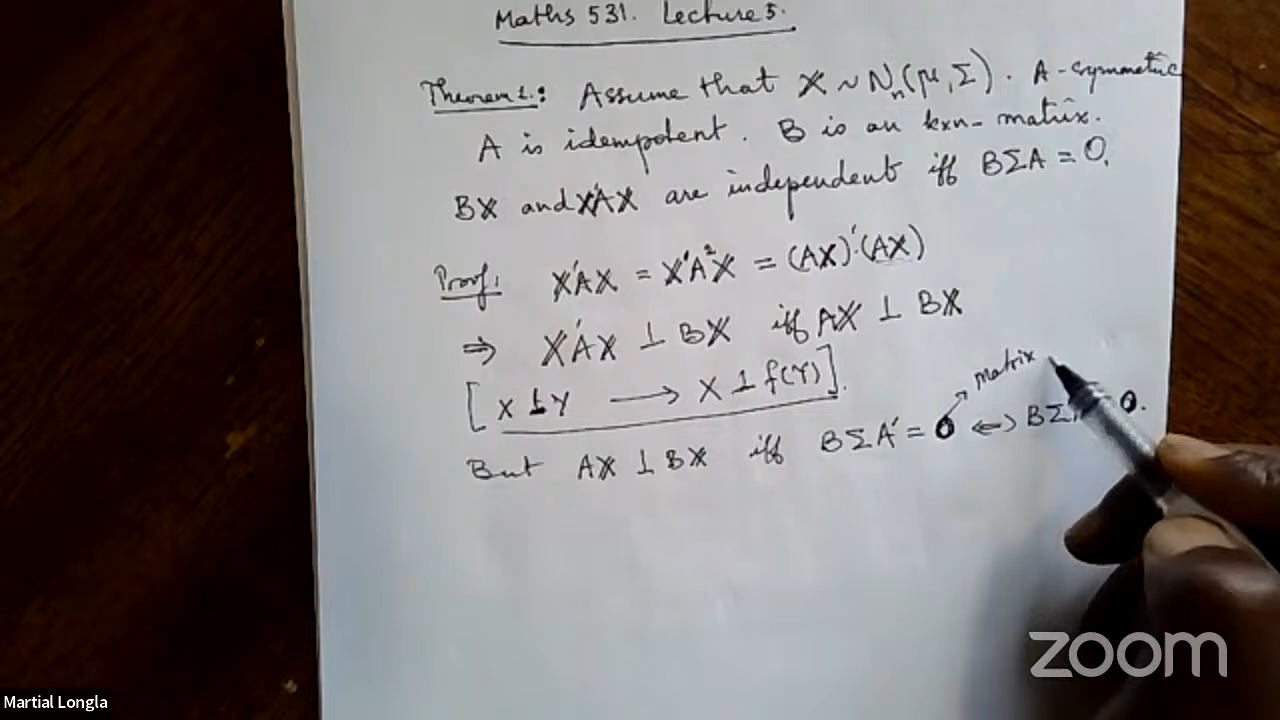 Maths 531. Lecture 5.
Theorem 1.: Assume that X ~ Nₙ(μ, Σ). A - symmetric
A is idempotent. B is an kxn- matrix.
BX and X'AX are independent iff BΣA = 0.
Proof: X'AX = X'A²X = (AX)'(AX)
⇒ X'AX ⊥ BX iff AX ⊥ BX
[X ⊥ Y ⟶ X ⊥ f(Y)].
matrix
But AX ⊥ BX iff BΣA' = 0 ⟺ BΣ 0.
zoom
Martial Longla